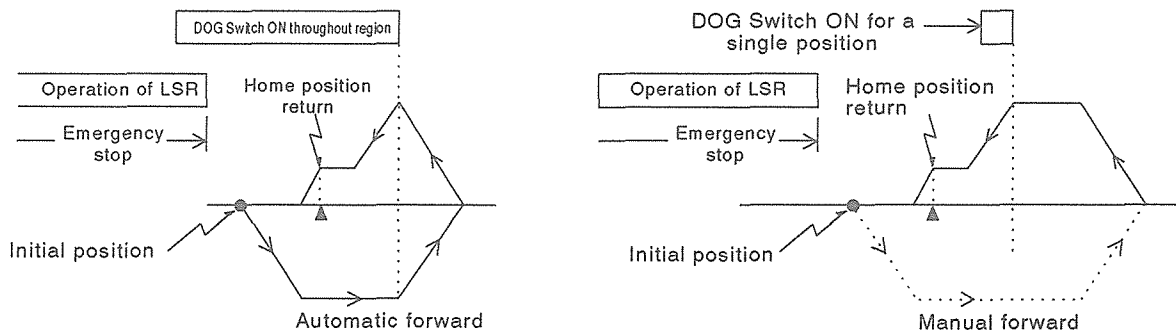 DOG Switch ON throughout region
Operation of LSR
Home position
return
Emergency
stop
Initial position
Automatic forward
DOG Switch ON for a
single position
Operation of LSR
Home position
return
Emergency
stop
Initial position
Manual forward